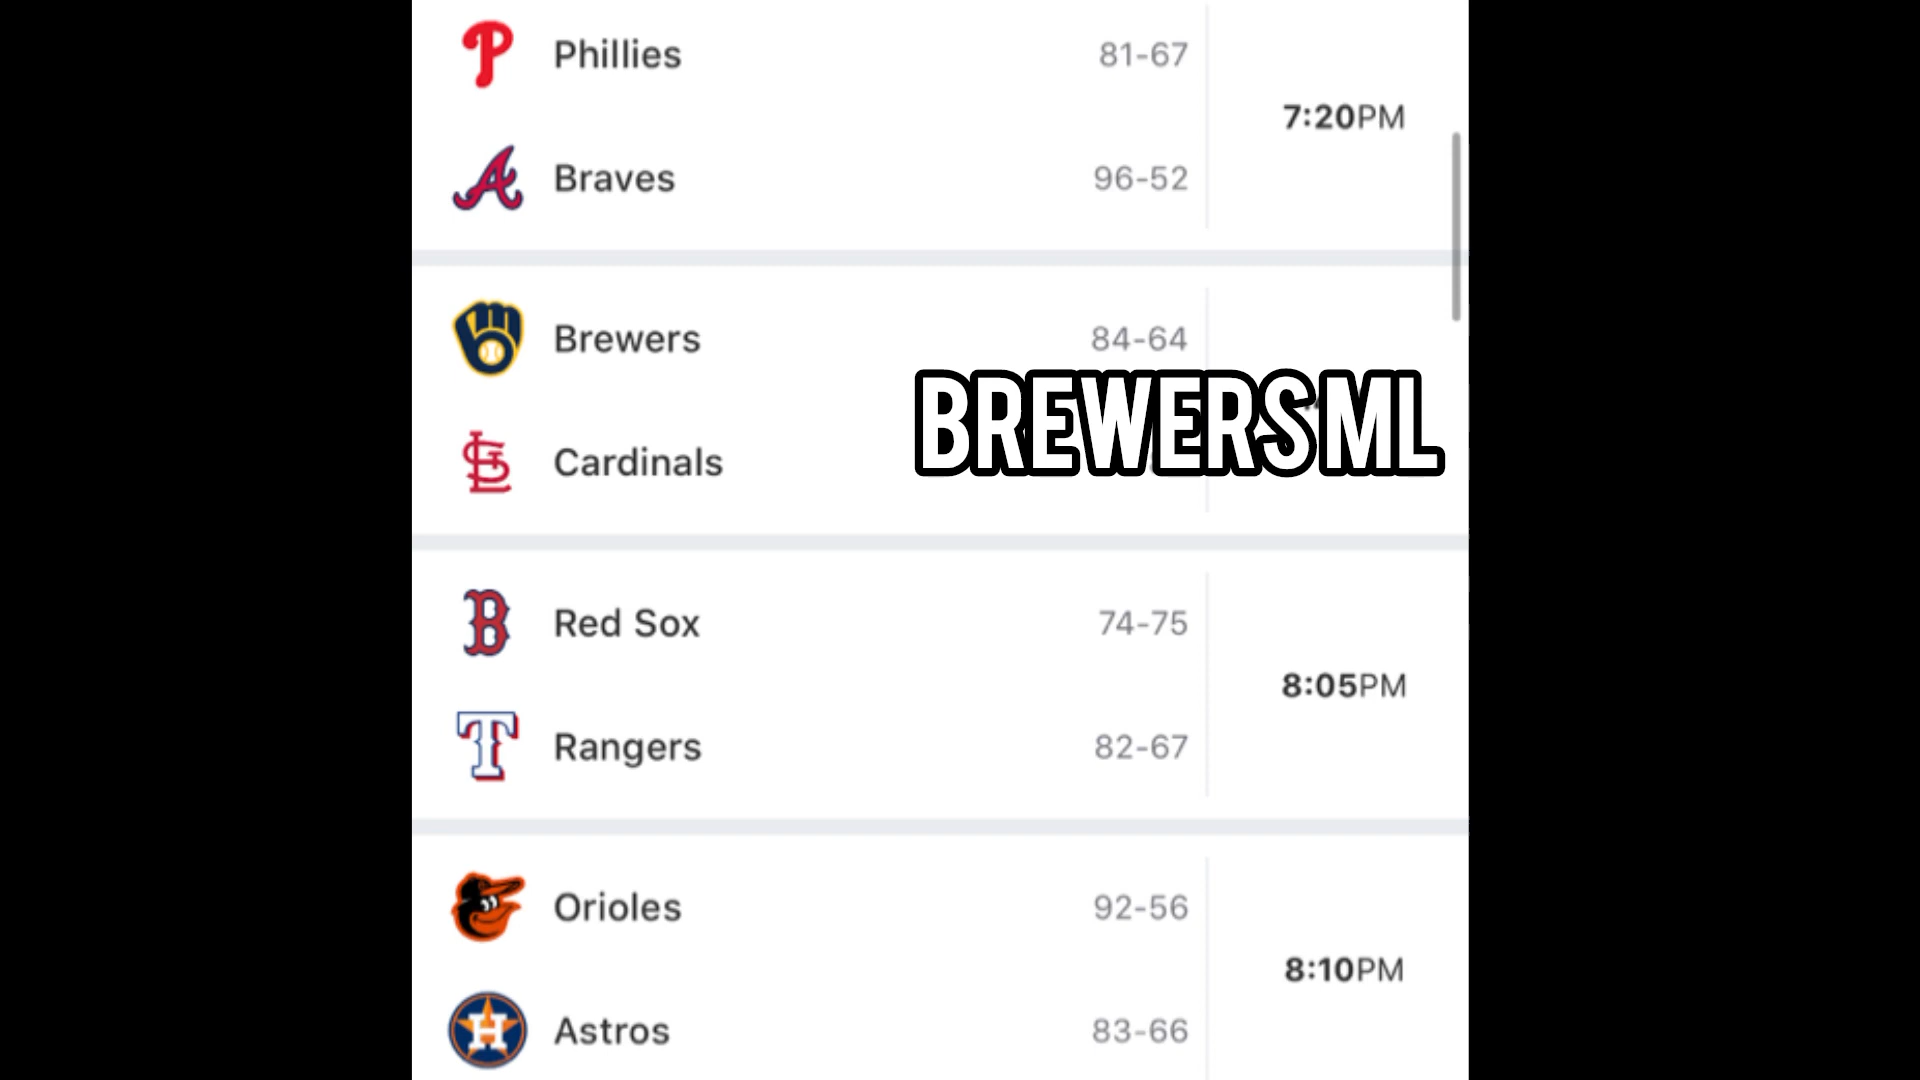 Phillies 81-67
7:20PM
Braves 96-52
Brewers 84-64
BREWERS ML
Cardinals
Red Sox 74-75
8:05PM
Rangers 82-67
Orioles 92-56
8:10PM
Astros 83-66